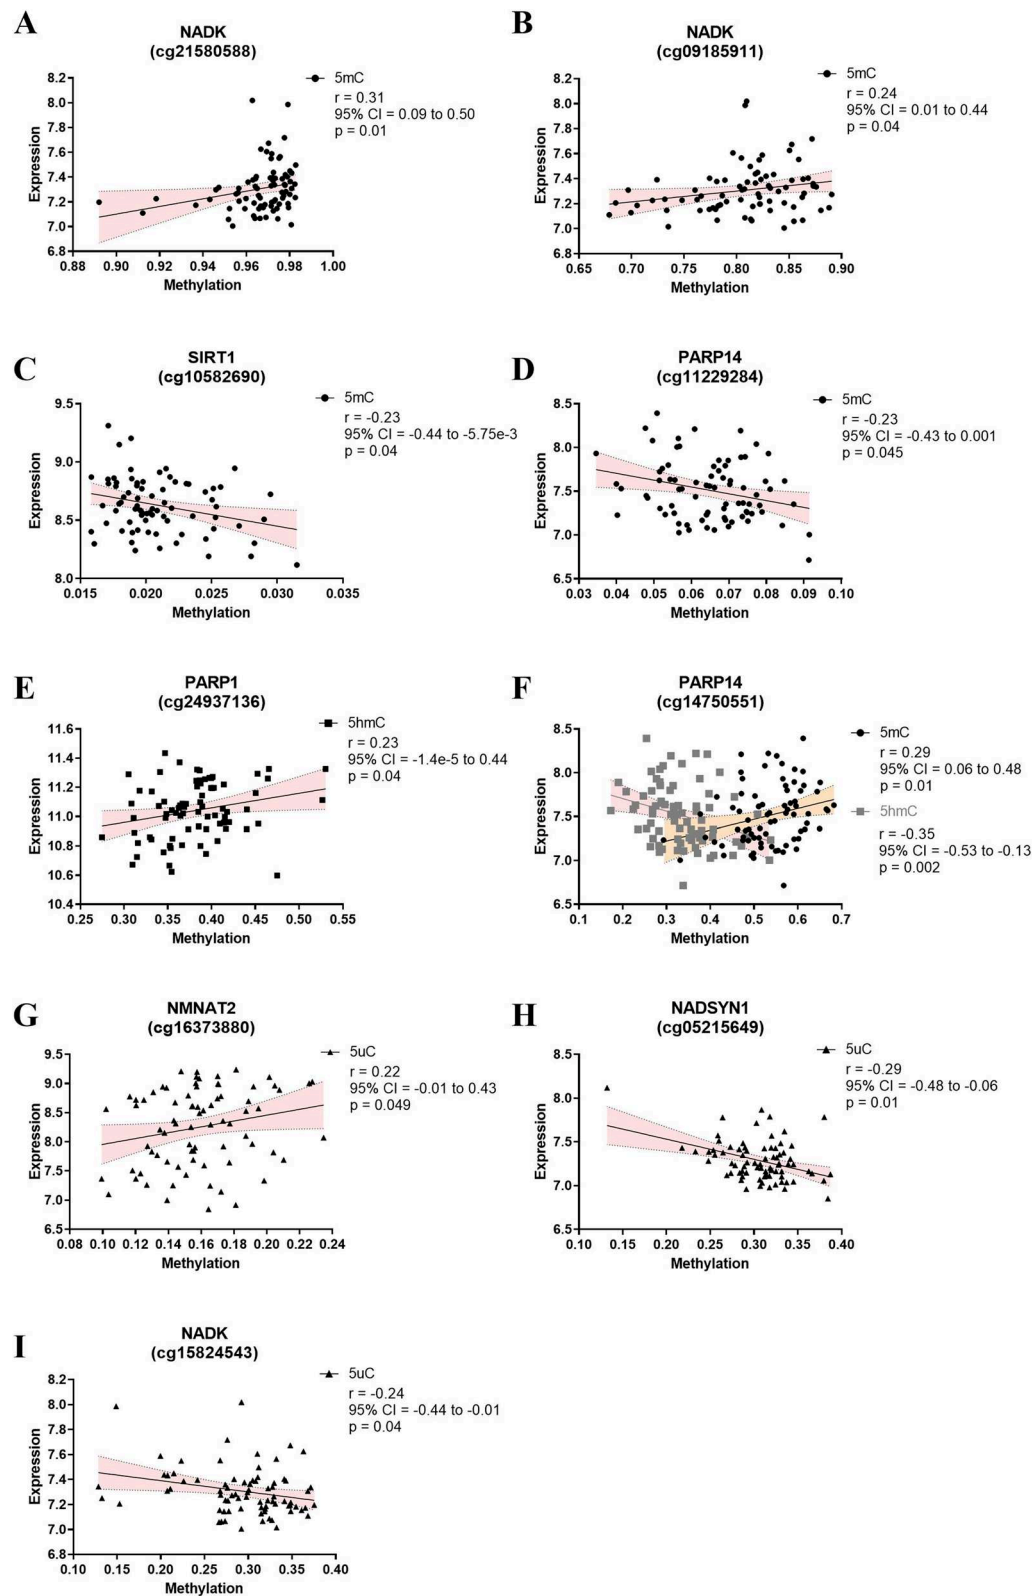 A
NADK
(cg21580588)
5mC
r = 0.31
95% CI = 0.09 to 0.50
p = 0.01
Expression
8.2
8.0
7.8
7.6
7.4
7.2
7.0
6.8
0.88 0.90 0.92 0.94 0.96 0.98 1.00
Methylation
B
NADK
(cg09185911)
5mC
r = 0.24
95% CI = 0.01 to 0.44
p = 0.04
Expression
8.2
8.0
7.8
7.6
7.4
7.2
7.0
6.8
0.65 0.70 0.75 0.80 0.85 0.90
Methylation
C
SIRT1
(cg10582690)
5mC
r = -0.23
95% CI = -0.44 to -5.75e-3
p = 0.04
Expression
9.5
9.0
8.5
8.0
0.015 0.020 0.025 0.030 0.035
Methylation
D
PARP14
(cg11229284)
5mC
r = -0.23
95% CI = -0.43 to 0.001
p = 0.045
Expression
8.5
8.0
7.5
7.0
6.5
0.03 0.04 0.05 0.06 0.07 0.08 0.09 0.10
Methylation
E
PARP1
(cg24937136)
5hmC
r = 0.23
95% CI = -1.4e-5 to 0.44
p = 0.04
Expression
11.6
11.4
11.2
11.0
10.8
10.6
10.4
0.25 0.30 0.35 0.40 0.45 0.50 0.55
Methylation
F
PARP14
(cg14750551)
5mC
r = 0.29
95% CI = 0.06 to 0.48
p = 0.01
5hmC
r = -0.35
95% CI = -0.53 to -0.13
p = 0.002
Expression
8.5
8.0
7.5
7.0
6.5
0.1 0.2 0.3 0.4 0.5 0.6 0.7
Methylation
G
NMNAT2
(cg16373880)
5uC
r = 0.22
95% CI = -0.01 to 0.43
p = 0.049
Expression
9.5
9.0
8.5
8.0
7.5
7.0
6.5
0.08 0.10 0.12 0.14 0.16 0.18 0.20 0.22 0.24
Methylation
H
NADSYN1
(cg05215649)
5uC
r = -0.29
95% CI = -0.48 to -0.06
p = 0.01
Expression
8.5
8.0
7.5
7.0
6.5
0.10 0.15 0.20 0.25 0.30 0.35 0.40
Methylation
I
NADK
(cg15824543)
5uC
r = -0.24
95% CI = -0.44 to -0.01
p = 0.04
Expression
8.2
8.0
7.8
7.6
7.4
7.2
7.0
6.8
0.10 0.15 0.20 0.25 0.30 0.35 0.40
Methylation